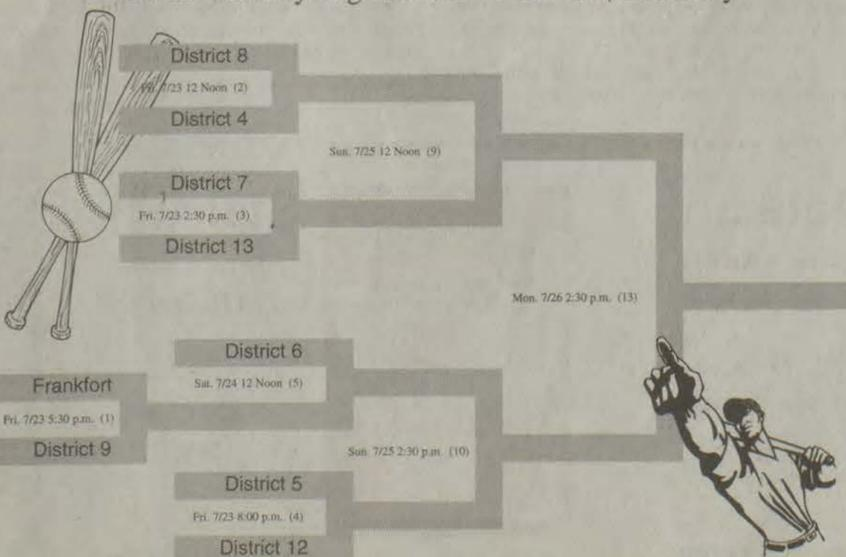 District 8
Fri. 7/23 12 Noon (2)
District 4
Sun. 7/25 12 Noon (9)
District 7
Fri. 7/23 2:30 p.m. (3)
District 13
Mon. 7/26 2:30 p.m. (13)
District 6
Frankfort
Sat. 7/24 12 Noon (5)
Fri. 7/23 5:30 p.m. (1)
District 9
Sun. 7/25 2:30 p.m. (10)
District 5
Fri. 7/23 8:00 p.m. (4)
District 12